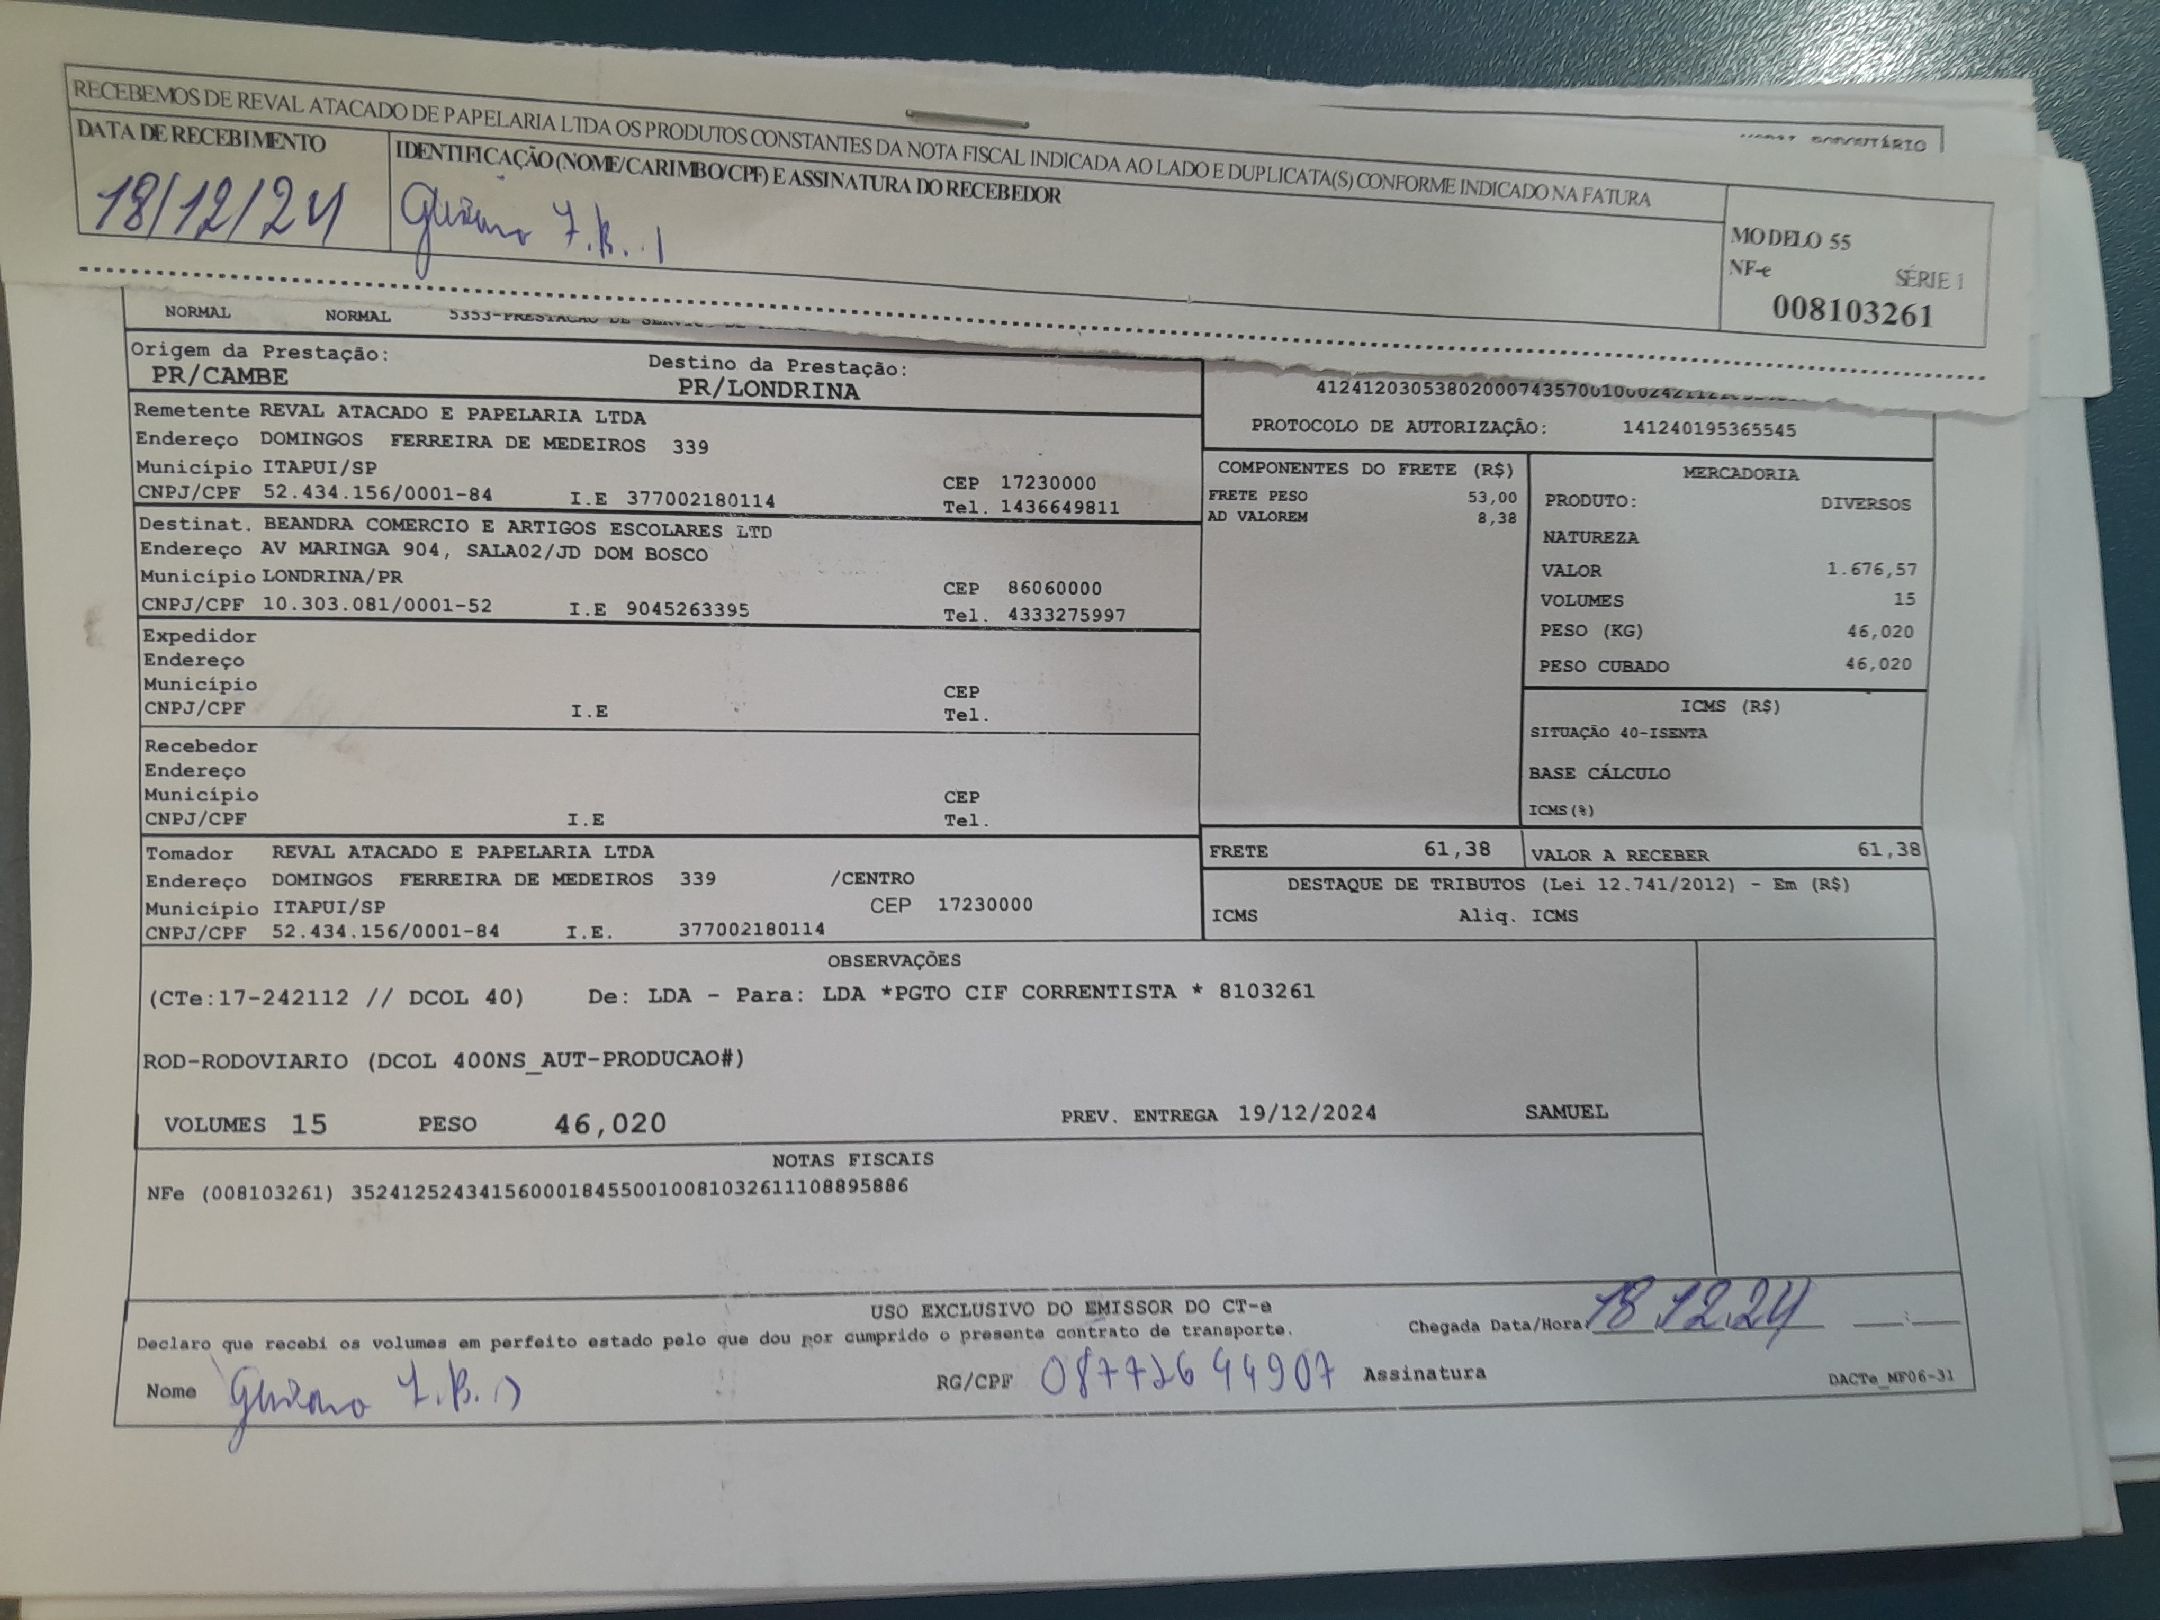 RODOVIÁRIO
RECEBEMOS DE REVAL ATACADO DE PAPELARIA LTDA OS PRODUTOS CONSTANTES DA NOTA FISCAL INDICADA AO LADO E DUPLICATA(S) CONFORME INDICADO NA FATURA
DATA DE RECEBIMENTO IDENTIFICAÇÃO (NOME/CARIMBO/CPF) E ASSINATURA DO RECEBEDOR
18/12/24
MODELO 55
NF-e SÉRIE 1
008103261
NORMAL NORMAL 5353-PRESTACAO DE
Origem da Prestação: Destino da Prestação:
PR/CAMBE PR/LONDRINA
PROTOCOLO DE AUTORIZAÇÃO: 141240195365545
Remetente REVAL ATACADO E PAPELARIA LTDA
Endereço DOMINGOS FERREIRA DE MEDEIROS 339
Município ITAPUI/SP CEP 17230000
CNPJ/CPF 52.434.156/0001-84 I.E 377002180114 Tel. 1436649811
Destinat. BEANDRA COMERCIO E ARTIGOS ESCOLARES LTD
Endereço AV MARINGA 904, SALA02/JD DOM BOSCO
Município LONDRINA/PR CEP 86060000
CNPJ/CPF 10.303.081/0001-52 I.E 9045263395 Tel. 4333275997
Expedidor
Endereço
Município CEP
CNPJ/CPF I.E Tel.
Recebedor
Endereço
Município CEP
CNPJ/CPF I.E Tel.
Tomador REVAL ATACADO E PAPELARIA LTDA
Endereço DOMINGOS FERREIRA DE MEDEIROS 339 /CENTRO
Município ITAPUI/SP CEP 17230000
CNPJ/CPF 52.434.156/0001-84 I.E. 377002180114
COMPONENTES DO FRETE (R$)
FRETE PESO 53,00
AD VALOREM 8,38
MERCADORIA
PRODUTO: DIVERSOS
NATUREZA
VALOR 1.676,57
VOLUMES 15
PESO (KG) 46,020
PESO CUBADO 46,020
ICMS (R$)
SITUAÇÃO 40-ISENTA
BASE CÁLCULO
ICMS(%)
FRETE 61,38 VALOR A RECEBER 61,38
DESTAQUE DE TRIBUTOS (Lei 12.741/2012) - Em (R$)
ICMS Aliq. ICMS
OBSERVAÇÕES
(CTe:17-242112 // DCOL 40) De: LDA - Para: LDA *PGTO CIF CORRENTISTA * 8103261
ROD-RODOVIARIO (DCOL 400NS_AUT-PRODUCAO#)
VOLUMES 15 PESO 46,020 PREV. ENTREGA 19/12/2024 SAMUEL
NOTAS FISCAIS
NFe (008103261) 35241252434156000184550010081032611108895886
USO EXCLUSIVO DO EMISSOR DO CT-e
Declaro que recebi os volumes em perfeito estado pelo que dou por cumprido o presente contrato de transporte. Chegada Data/Hora 18.12.24
Nome RG/CPF 08772644907 Assinatura DACTe_MF06-31